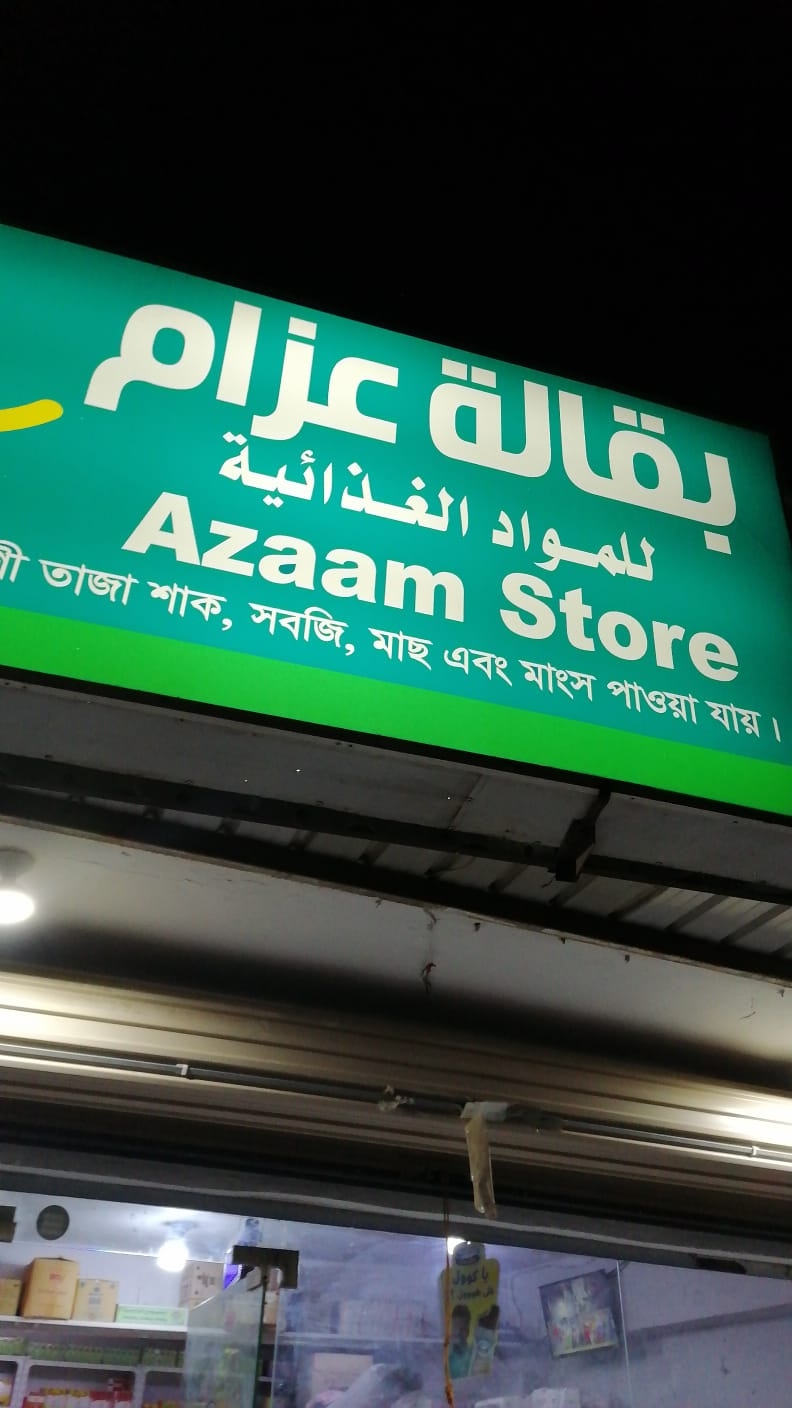 بقالة عزام
للمواد الغذائية
Azaam Store
তাজা শাক, সবজি, মাছ এবং মাংস পাওয়া যায়।